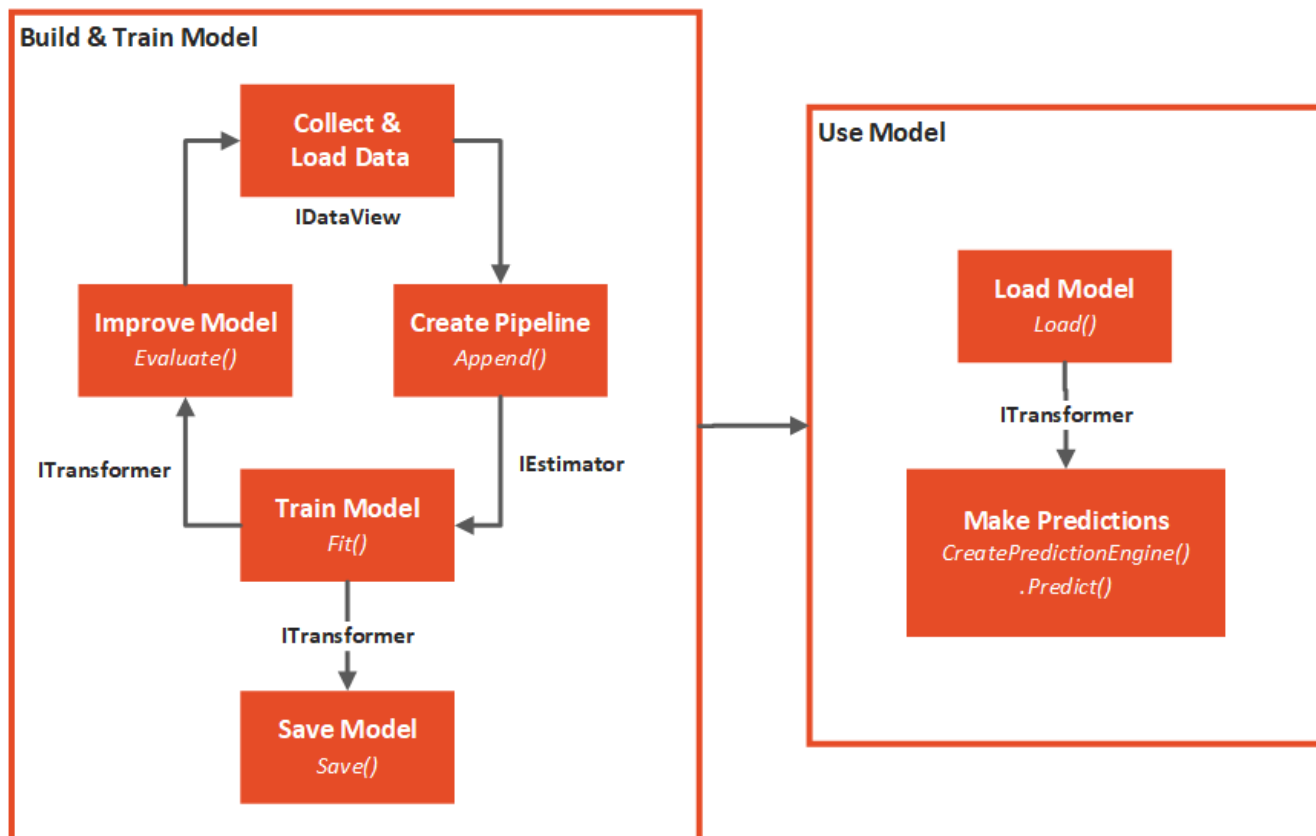 Build & Train Model
Collect &
Load Data
IDataView
Improve Model
Evaluate()
Create Pipeline
Append()
ITransformer
IEstimator
Train Model
Fit()
ITransformer
Save Model
Save()
Use Model
Load Model
Load()
ITransformer
Make Predictions
CreatePredictionEngine()
.Predict()